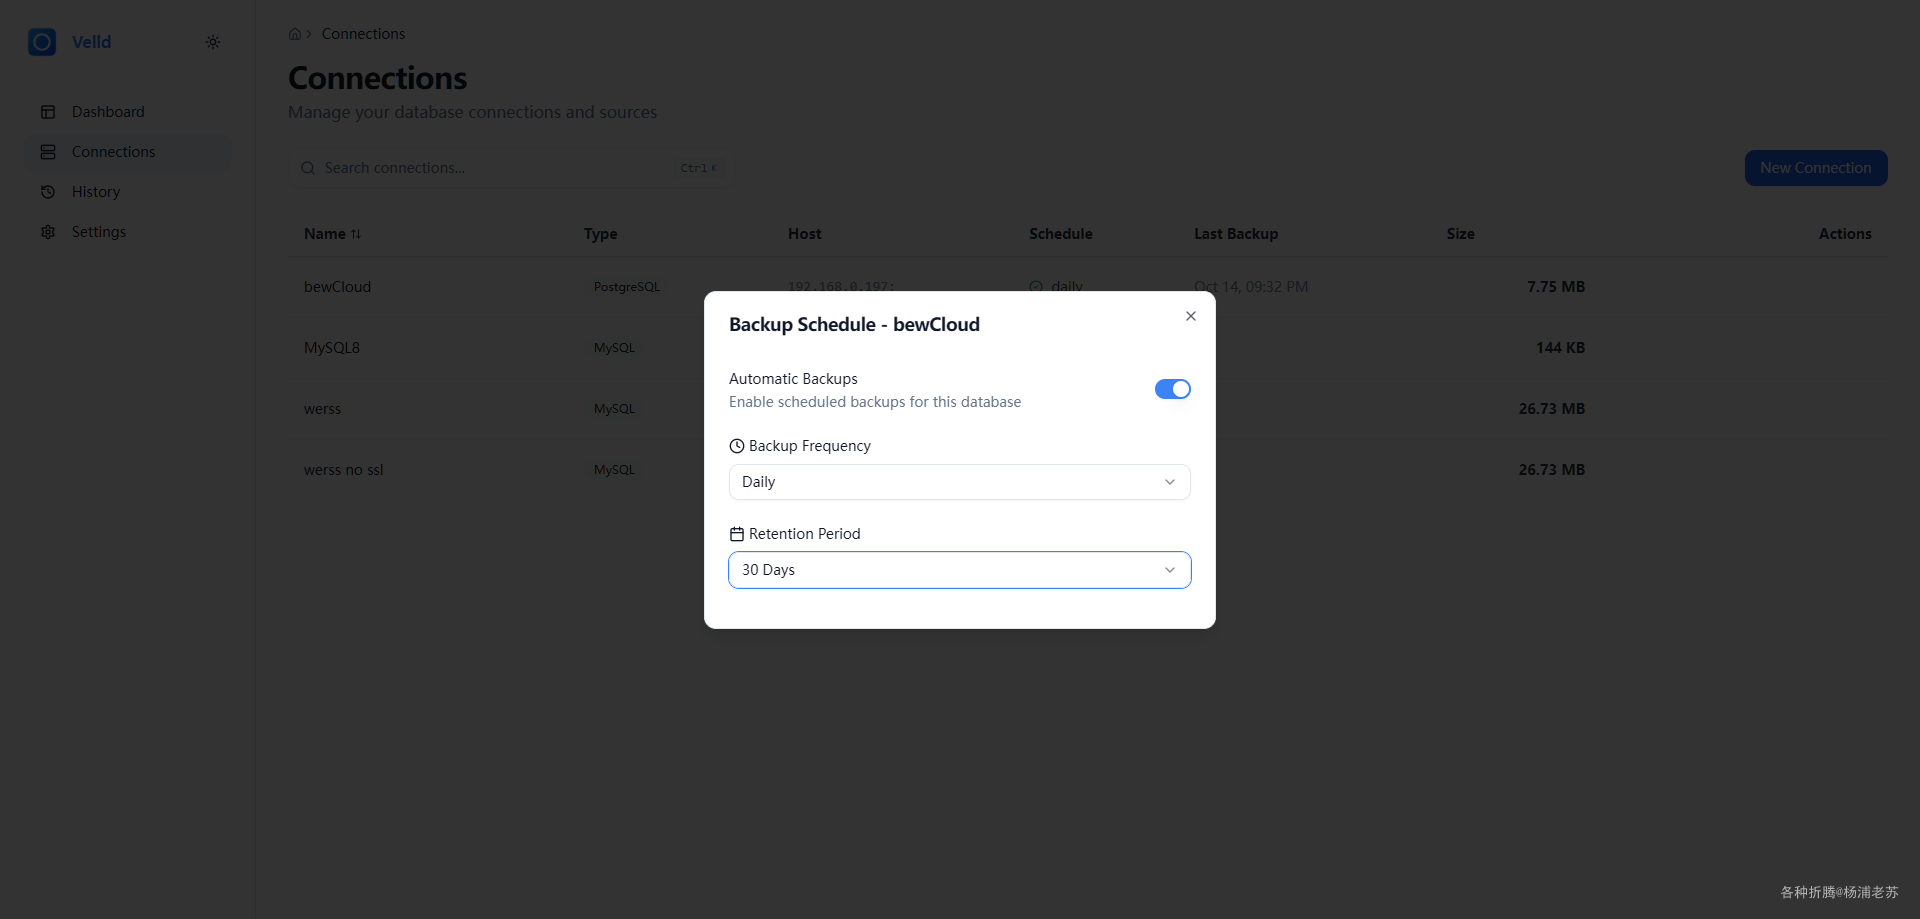 Velld
Dashboard
Connections
History
Settings
Connections
Connections
Manage your database connections and sources
Search connections...
Ctrl K
New Connection
Name Type Host Schedule Last Backup Size Actions
bewCloud PostgreSQL 192.168.0.197: daily Oct 14, 09:32 PM 7.75 MB
MySQL8 MySQL 144 KB
werss MySQL 26.73 MB
werss no ssl MySQL 26.73 MB
Backup Schedule - bewCloud
Automatic Backups
Enable scheduled backups for this database
Backup Frequency
Daily
Retention Period
30 Days
各种折腾@杨浦老苏